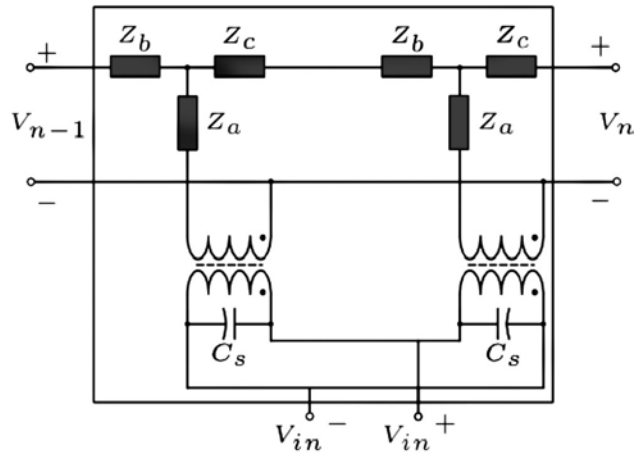 + Z_b Z_c Z_b Z_c +
V_{n-1} Z_a Z_a V_n
- -
C_s C_s
V_{in}^- V_{in}^+